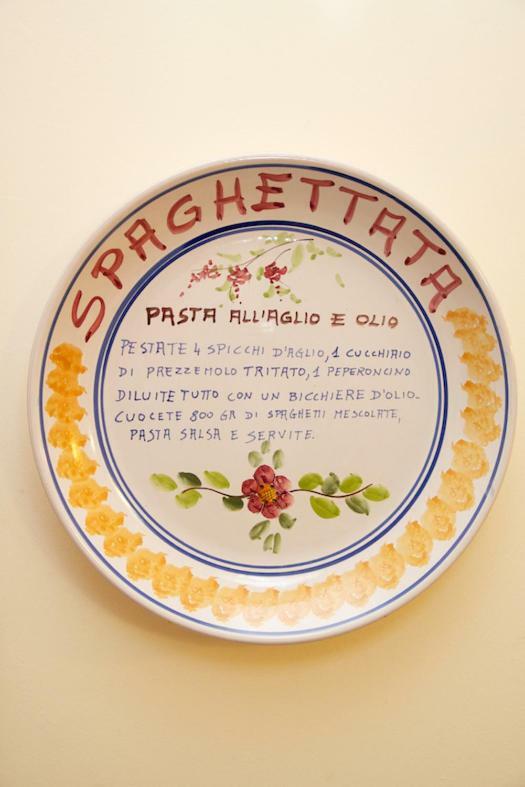 SPAGHETTATA
PASTA ALL'AGLIO E OLIO
PESTATE 4 SPICCHI D'AGLIO, 1 CUCCHIAIO
DI PREZZEMOLO TRITATO, 1 PEPERONCINO
DILUITE TUTTO CON UN BICCHIERE D'OLIO-
CUOCETE 800 GR DI SPAGHETTI MESCOLATE,
PASTA SALSA E SERVITE.